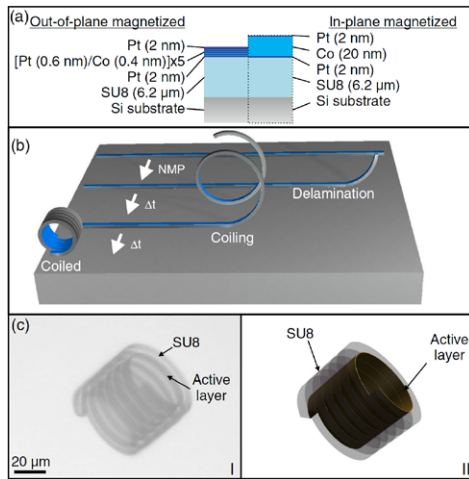 (a)
Out-of-plane magnetized
In-plane magnetized
Pt (2 nm)
[Pt (0.6 nm)/Co (0.4 nm)]x5
Pt (2 nm)
SU8 (6.2 µm)
Si substrate
Pt (2 nm)
Co (20 nm)
Pt (2 nm)
SU8 (6.2 µm)
Si substrate
(b)
NMP
Δt
Δt
Delamination
Coiling
Coiled
(c)
SU8
Active
layer
20 µm
I
SU8
Active
layer
II